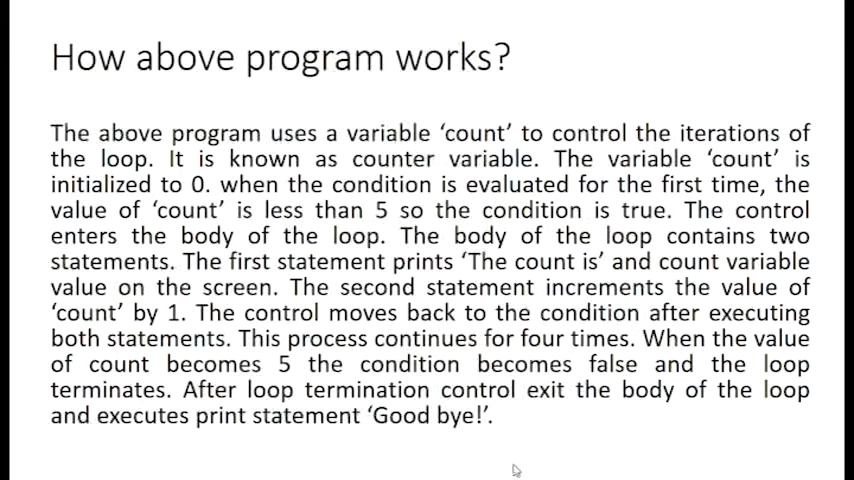 How above program works?
The above program uses a variable ‘count’ to control the iterations of
the loop. It is known as counter variable. The variable ‘count’ is
initialized to 0. when the condition is evaluated for the first time, the
value of ‘count’ is less than 5 so the condition is true. The control
enters the body of the loop. The body of the loop contains two
statements. The first statement prints ‘The count is’ and count variable
value on the screen. The second statement increments the value of
‘count’ by 1. The control moves back to the condition after executing
both statements. This process continues for four times. When the value
of count becomes 5 the condition becomes false and the loop
terminates. After loop termination control exit the body of the loop
and executes print statement ‘Good bye!’.